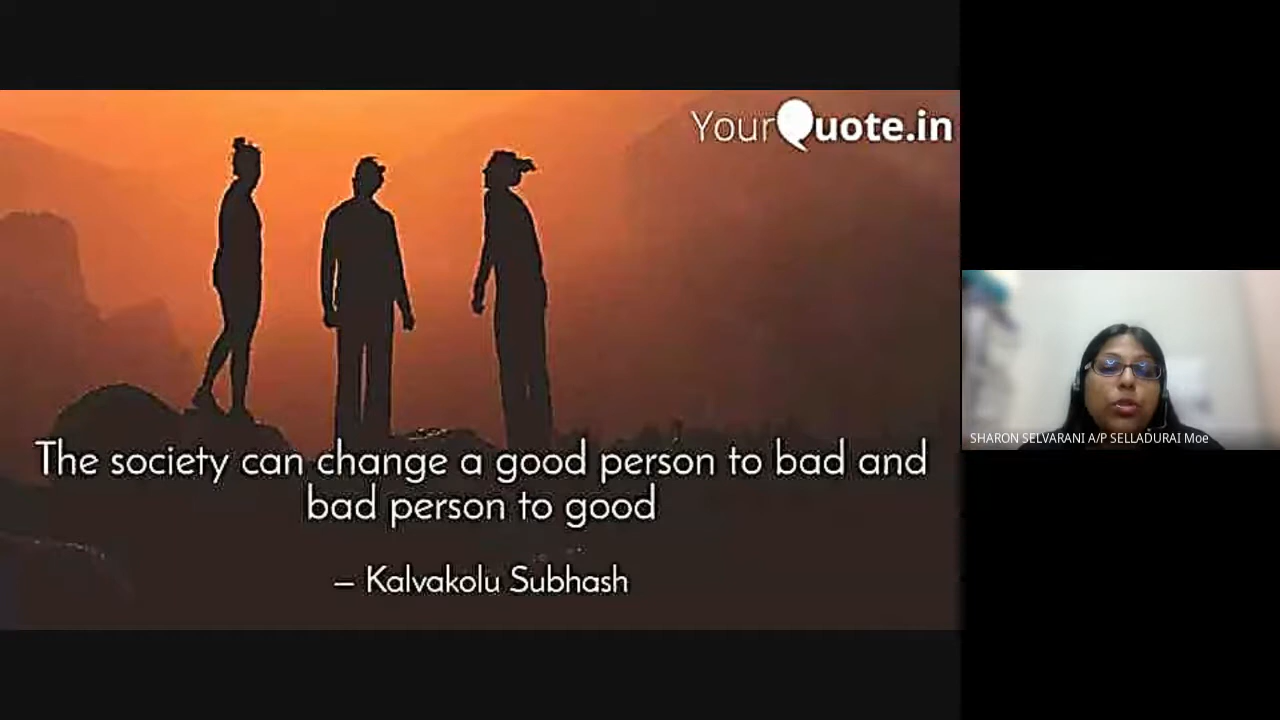 YourQuote.in
The society can change a good person to bad and
bad person to good
– Kalvakolu Subhash
SHARON SELVARANI A/P SELLADURAI Moe